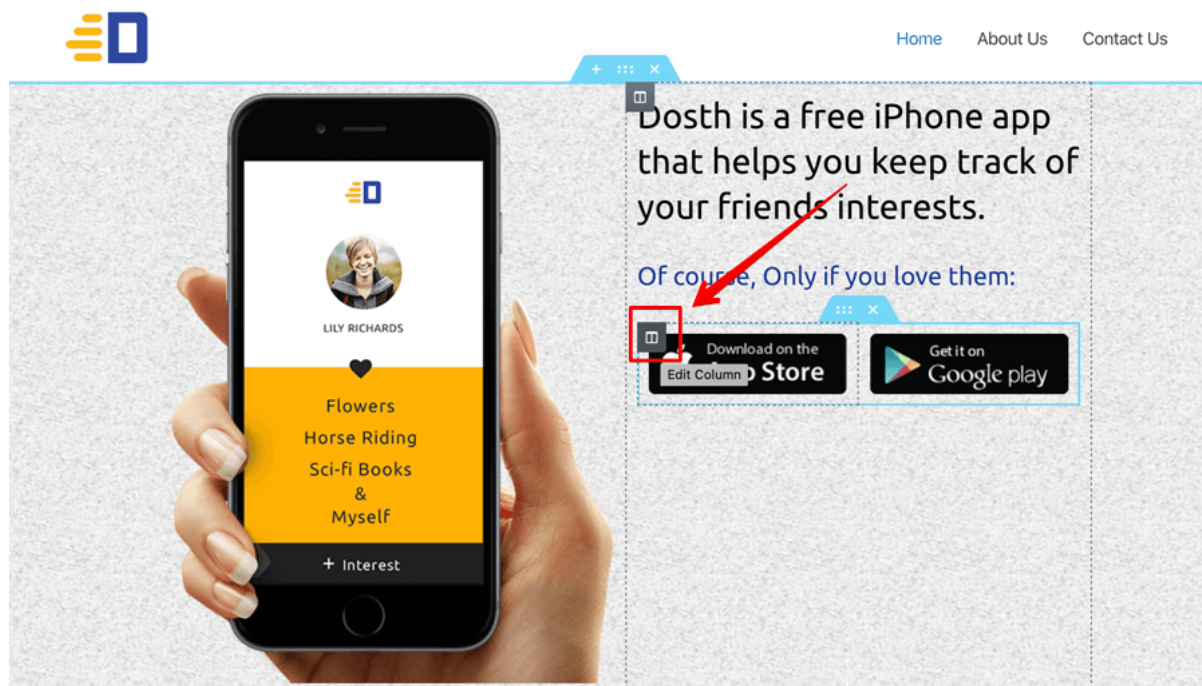 Home About Us Contact Us
Dosth is a free iPhone app
that helps you keep track of
your friends interests.
Of course, Only if you love them:
Download on the
Store
Edit Column
Get it on
Google play
LILY RICHARDS
Flowers
Horse Riding
Sci-fi Books
&
Myself
+ Interest